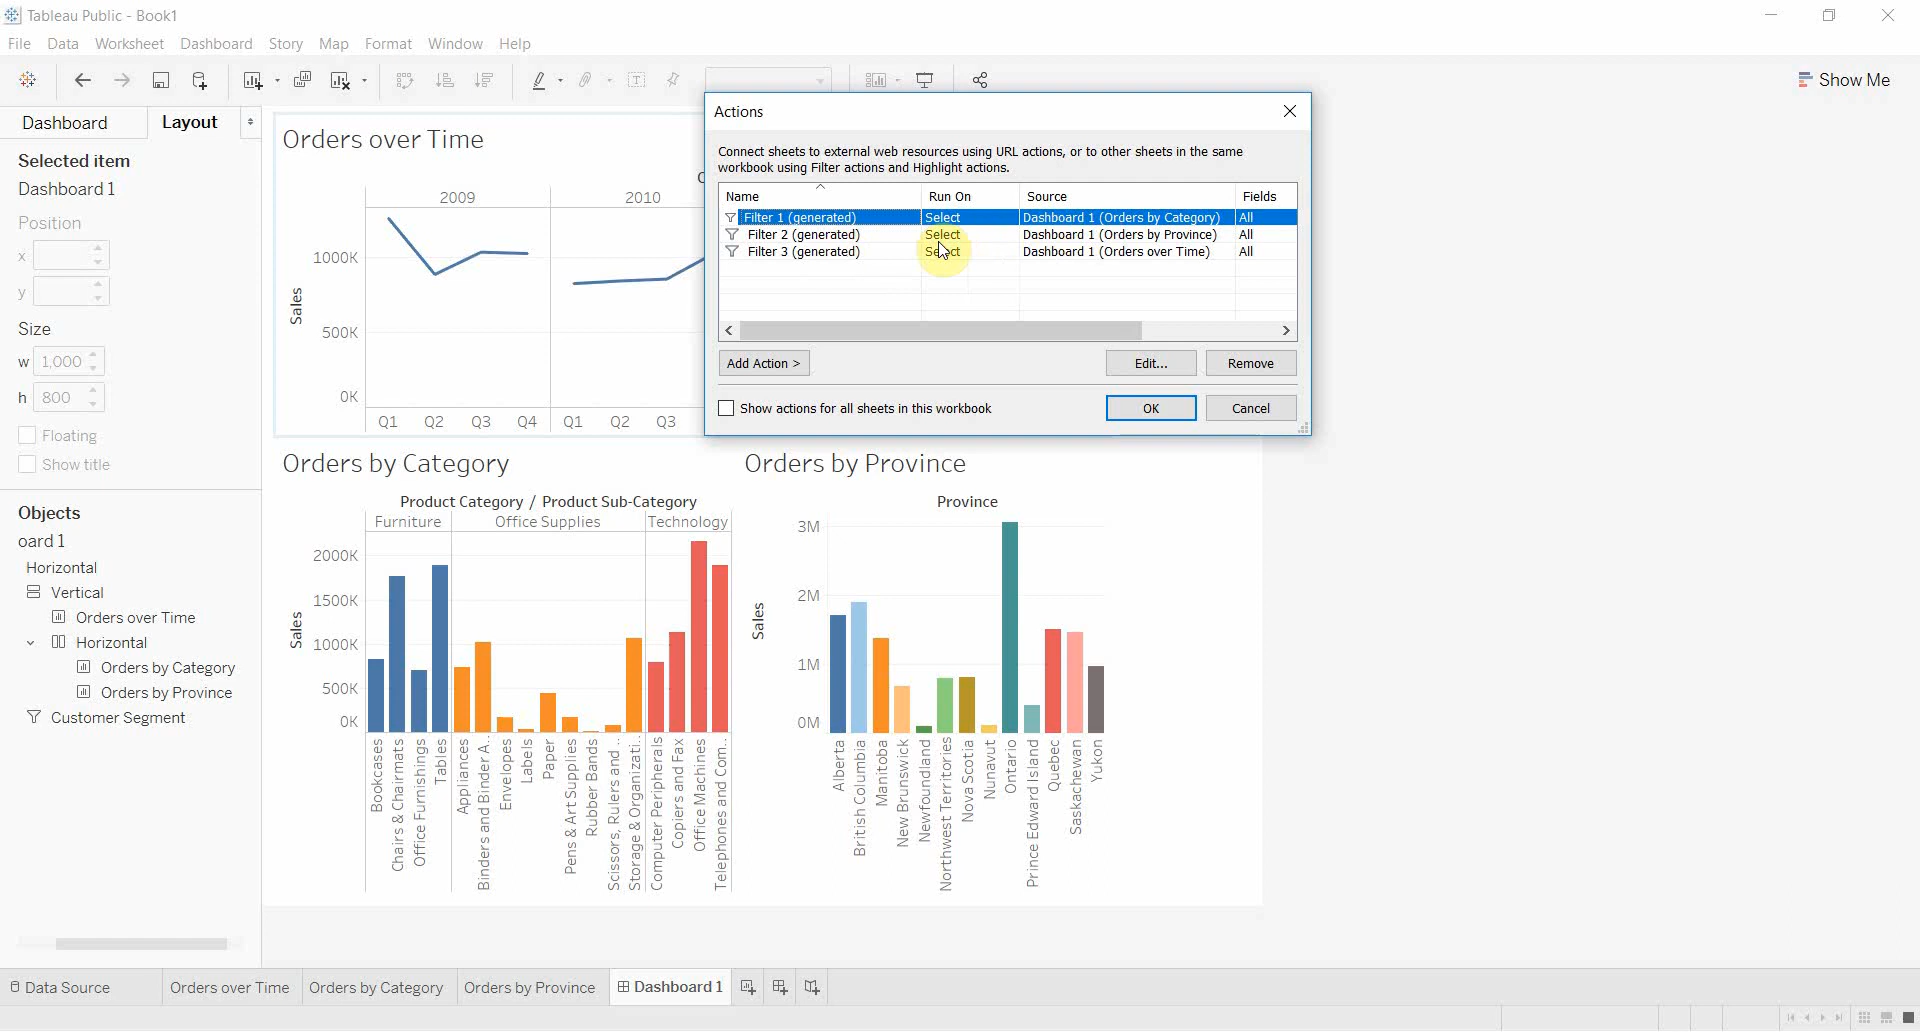 Tableau Public - Book1
File Data Worksheet Dashboard Story Map Format Window Help
Show Me
Dashboard Layout
Selected item
Dashboard 1
Position
x
y
Size
w 1,000
h 800
Floating
Show title
Objects
oard 1
Horizontal
Vertical
Orders over Time
Horizontal
Orders by Category
Orders by Province
Customer Segment
Orders over Time
2009 2010
Sales
1000K
500K
0K
Q1 Q2 Q3 Q4 Q1 Q2 Q3
Actions
Connect sheets to external web resources using URL actions, or to other sheets in the same
workbook using Filter actions and Highlight actions.
Name Run On Source Fields
Filter 1 (generated) Select Dashboard 1 (Orders by Category) All
Filter 2 (generated) Select Dashboard 1 (Orders by Province) All
Filter 3 (generated) Select Dashboard 1 (Orders over Time) All
Add Action > Edit... Remove
Show actions for all sheets in this workbook OK Cancel
Orders by Category
Product Category / Product Sub-Category
Furniture Office Supplies Technology
Sales
2000K
1500K
1000K
500K
0K
Bookcases
Chairs & Chairmats
Office Furnishings
Tables
Appliances
Binders and Binder A..
Envelopes
Labels
Paper
Pens & Art Supplies
Rubber Bands
Scissors, Rulers and ..
Storage & Organizati..
Computer Peripherals
Copiers and Fax
Office Machines
Telephones and Com..
Orders by Province
Province
Sales
3M
2M
1M
0M
Alberta
British Columbia
Manitoba
New Brunswick
Newfoundland
Northwest Territories
Nova Scotia
Nunavut
Ontario
Prince Edward Island
Quebec
Saskachewan
Yukon
Data Source Orders over Time Orders by Category Orders by Province Dashboard 1